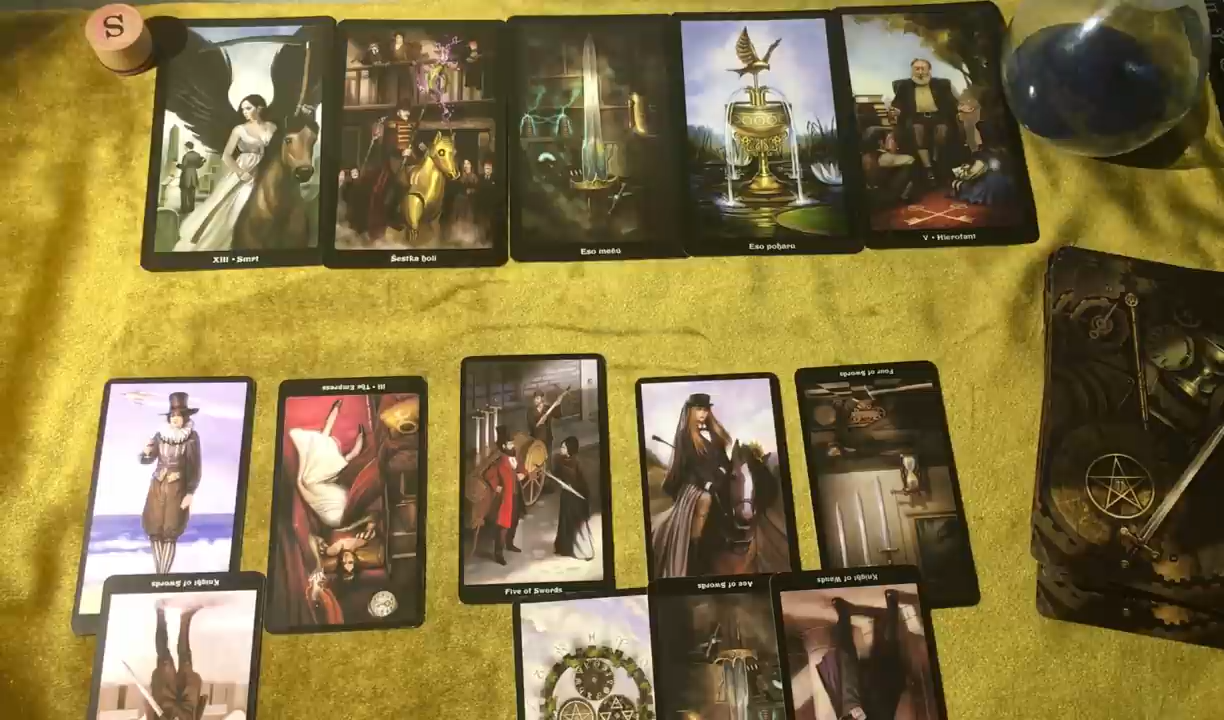 S
XIII • Smrt
Šestka holí
Eso mečů
Eso poháru
V • Hierofant
III • The Empress
Five of Swords
Four of Swords
Knight of Swords
Ace of Swords
Knight of Wands